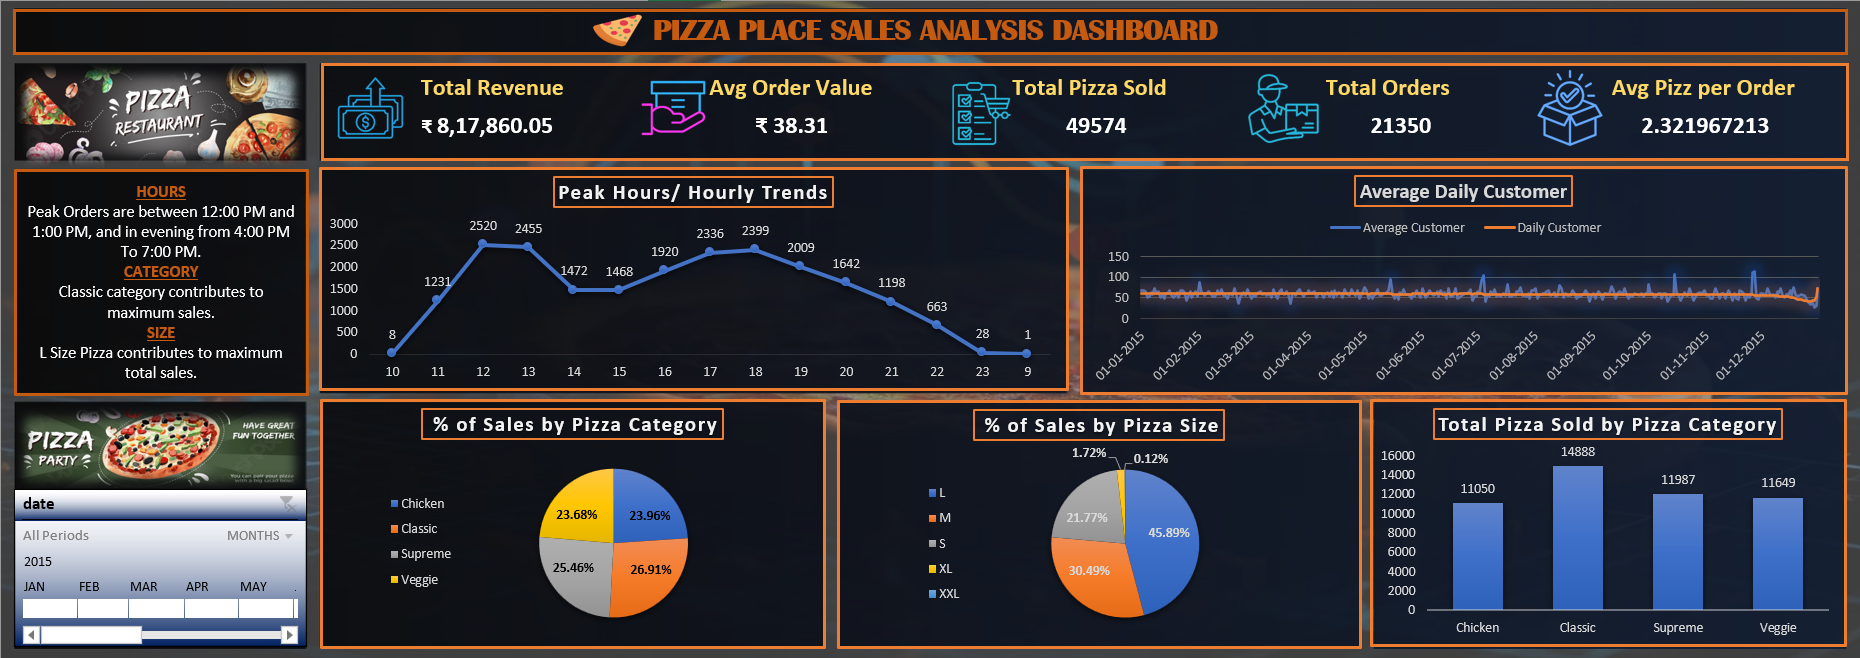 PIZZA PLACE SALES ANALYSIS DASHBOARD
PIZZA
RESTAURANT
Total Revenue
₹ 8,17,860.05
Avg Order Value
₹ 38.31
Total Pizza Sold
49574
Total Orders
21350
Avg Pizz per Order
2.321967213
HOURS
Peak Orders are between 12:00 PM and
1:00 PM, and in evening from 4:00 PM
To 7:00 PM.
CATEGORY
Classic category contributes to
maximum sales.
SIZE
L Size Pizza contributes to maximum
total sales.
Peak Hours/ Hourly Trends
3000
2500
2000
1500
1000
500
0
8
1231
2520
2455
1472
1468
1920
2336
2399
2009
1642
1198
663
28
1
10
11
12
13
14
15
16
17
18
19
20
21
22
23
9
Average Daily Customer
Average Customer
Daily Customer
150
100
50
0
01-01-2015
01-02-2015
01-03-2015
01-04-2015
01-05-2015
01-06-2015
01-07-2015
01-08-2015
01-09-2015
01-10-2015
01-11-2015
01-12-2015
PIZZA
PARTY
HAVE GREAT
FUN TOGETHER
You can pair your pizza
with a big salad bowl
date
All Periods
MONTHS
2015
JAN
FEB
MAR
APR
MAY
% of Sales by Pizza Category
Chicken
Classic
Supreme
Veggie
23.68%
23.96%
25.46%
26.91%
% of Sales by Pizza Size
L
M
S
XL
XXL
1.72%
0.12%
21.77%
45.89%
30.49%
Total Pizza Sold by Pizza Category
16000
14000
12000
10000
8000
6000
4000
2000
0
11050
14888
11987
11649
Chicken
Classic
Supreme
Veggie